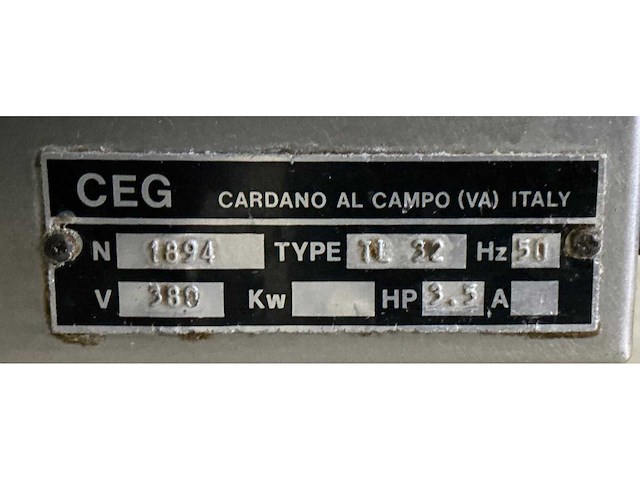 CEG CARDANO AL CAMPO (VA) ITALY
N 1894 TYPE TL 32 Hz 50
V 380 Kw HP 3.5 A